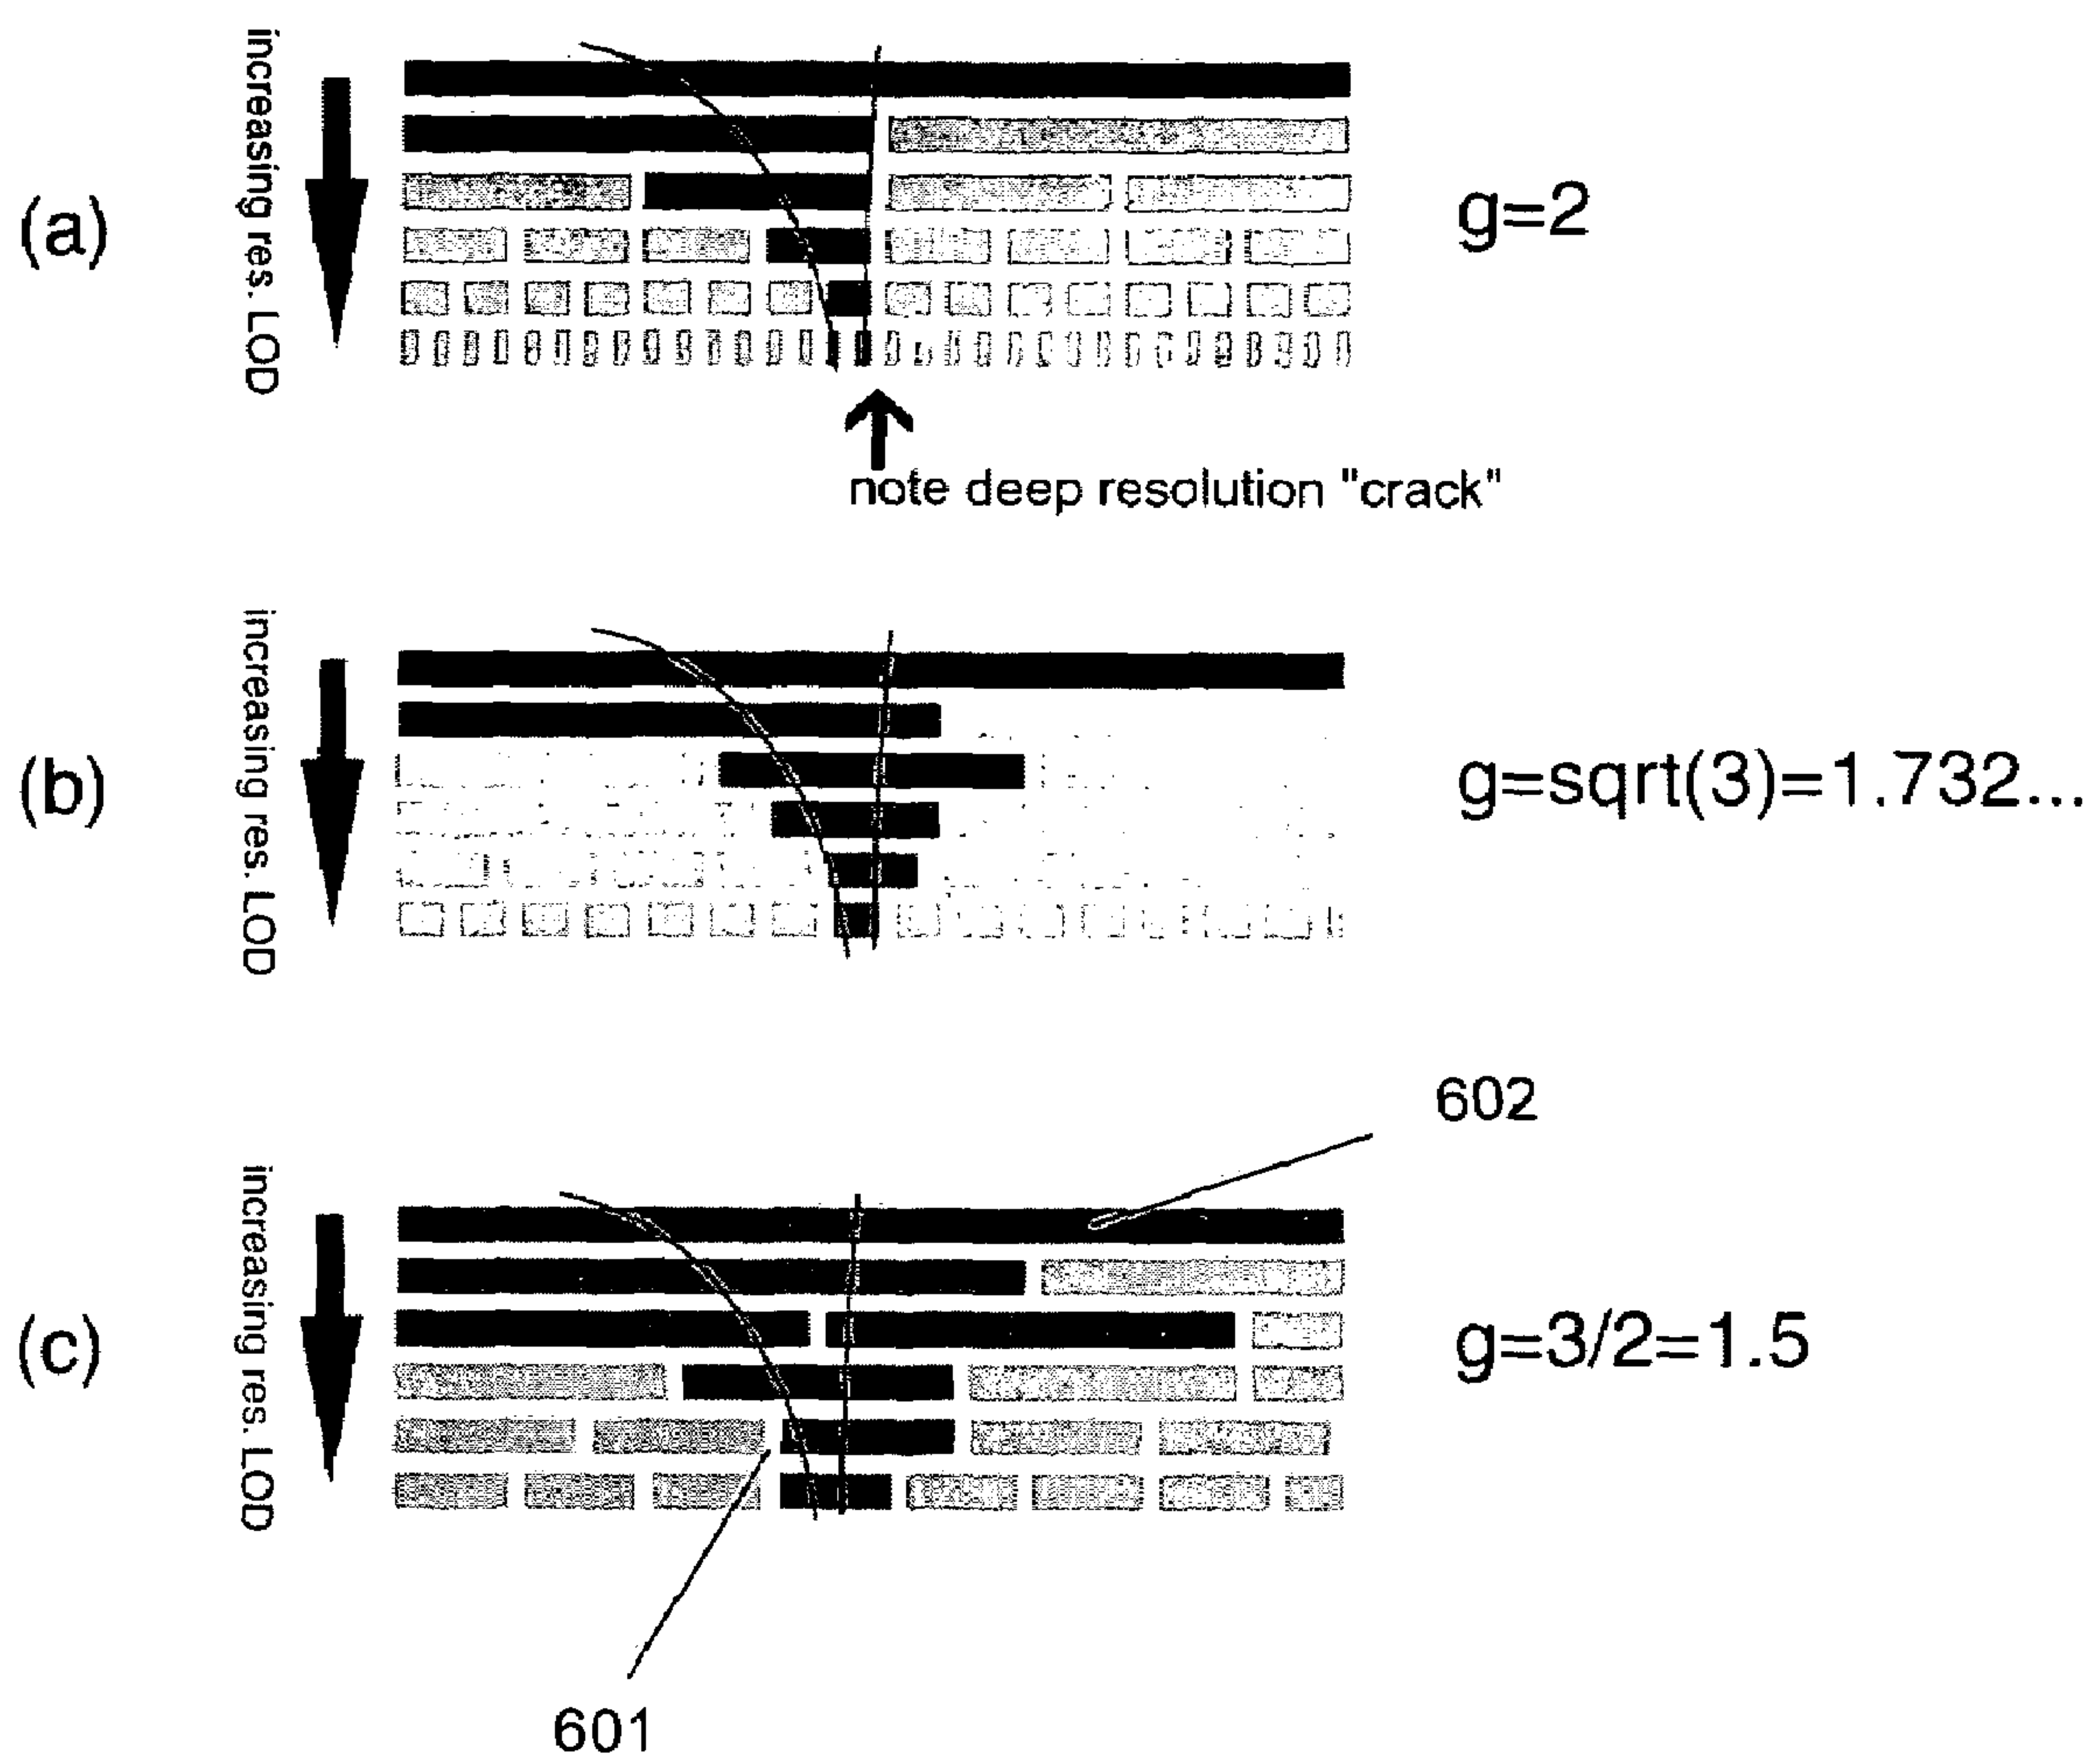 (a)
increasing res. LOD
g=2
note deep resolution "crack"
(b)
increasing res. LOD
g=sqrt(3)=1.732...
602
(c)
increasing res. LOD
g=3/2=1.5
601